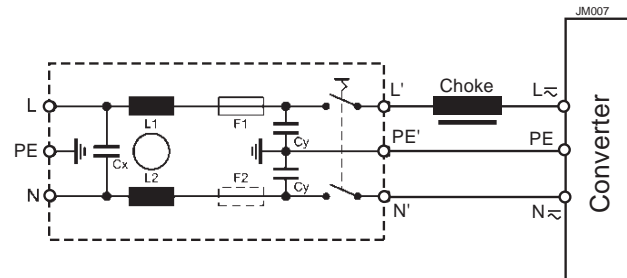 JM007
L' Choke L≂
L
L1 F1
Cy
PE PE' PE
Cx
L2 F2 Cy
N
N' N≂
Converter